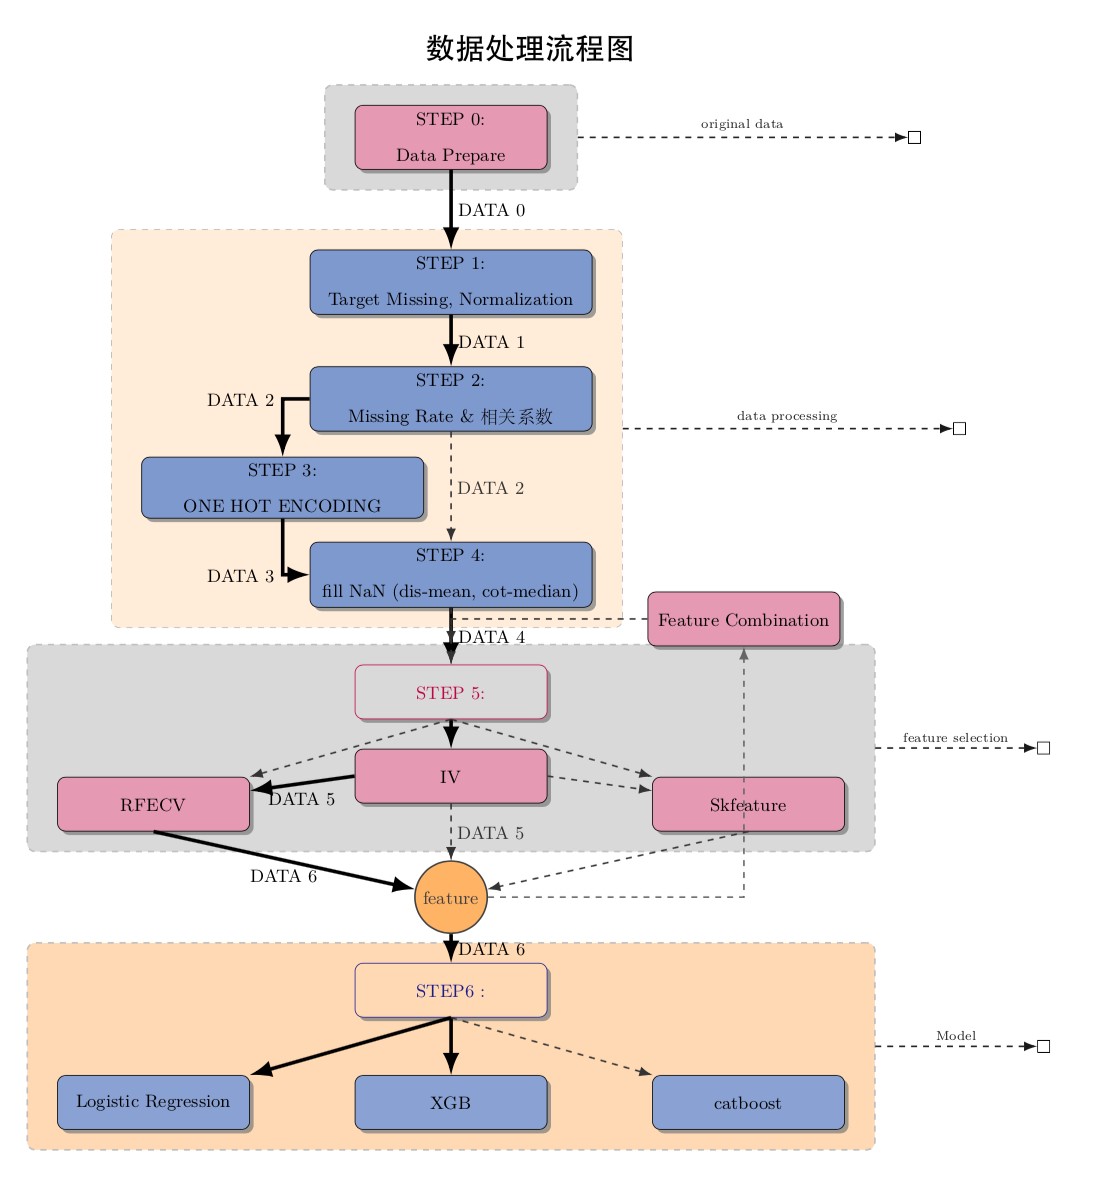 数据处理流程图
STEP 0:
Data Prepare
original data
DATA 0
STEP 1:
Target Missing, Normalization
DATA 1
STEP 2:
Missing Rate & 相关系数
DATA 2
data processing
STEP 3:
ONE HOT ENCODING
DATA 2
STEP 4:
fill NaN (dis-mean, cot-median)
DATA 3
Feature Combination
DATA 4
STEP 5:
feature selection
IV
RFECV
DATA 5
Skfeature
DATA 5
DATA 6
feature
DATA 6
STEP6 :
Model
Logistic Regression
XGB
catboost